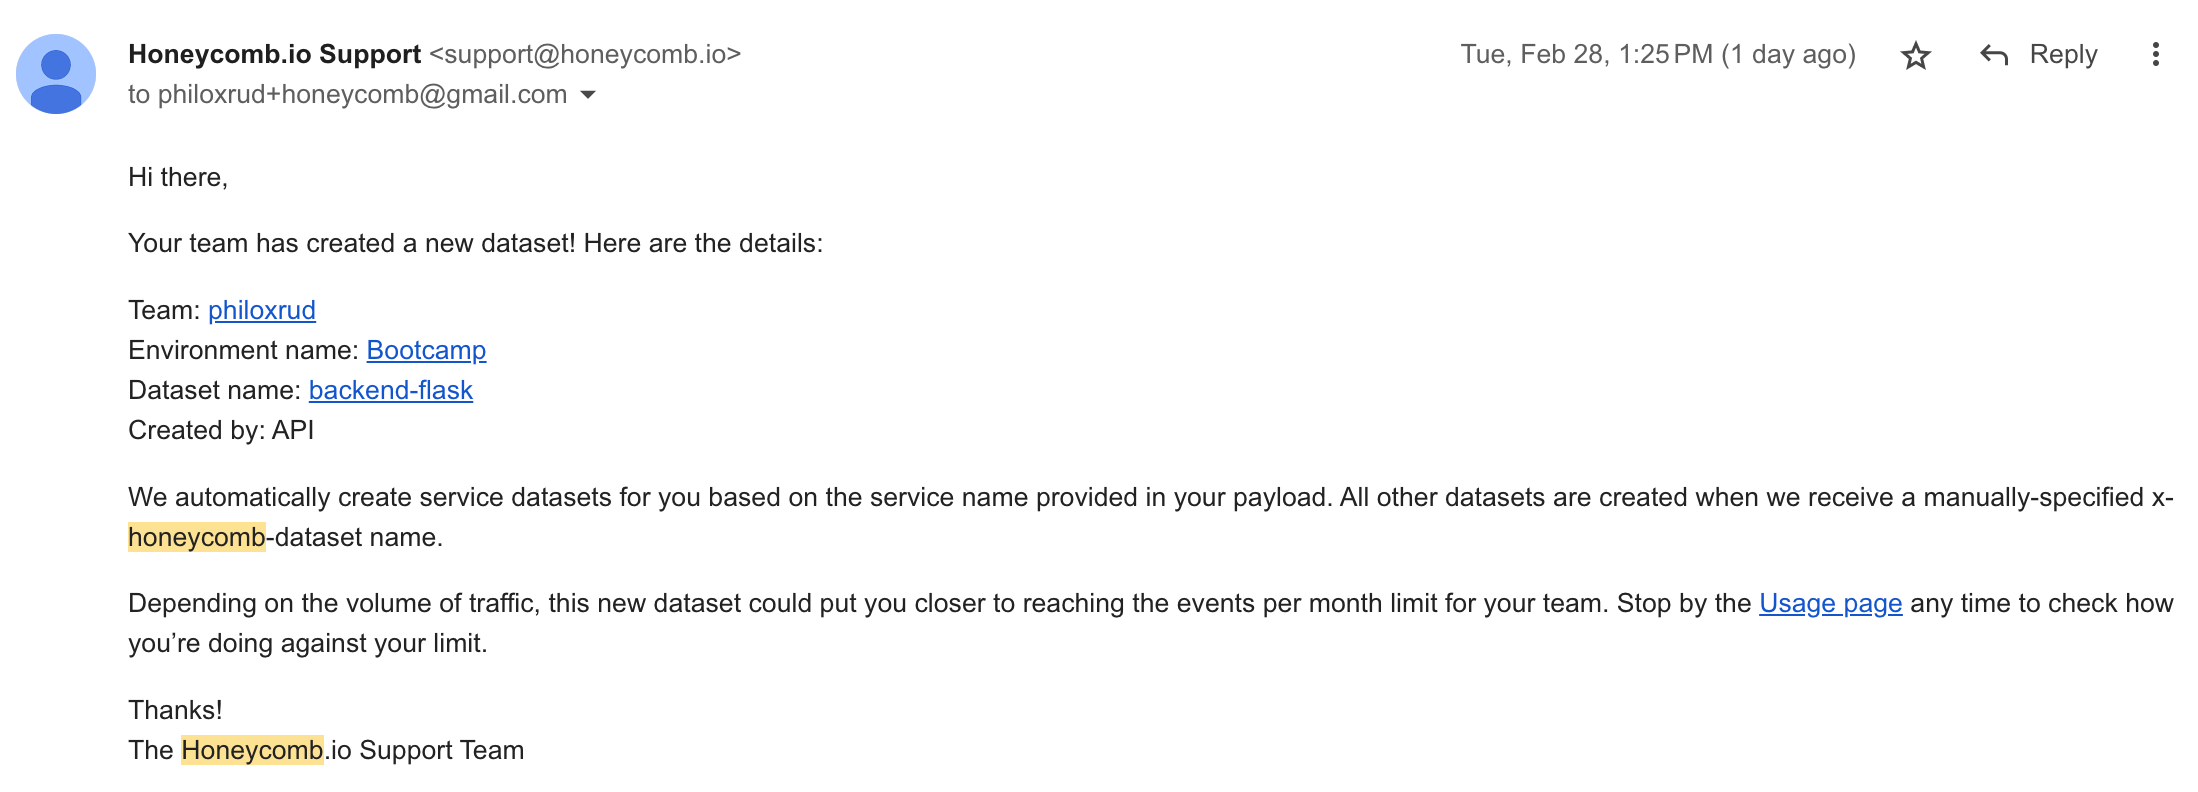 Honeycomb.io Support <support@honeycomb.io>
Tue, Feb 28, 1:25 PM (1 day ago)
Reply
to philoxrud+honeycomb@gmail.com
Hi there,
Your team has created a new dataset! Here are the details:
Team: philoxrud
Environment name: Bootcamp
Dataset name: backend-flask
Created by: API
We automatically create service datasets for you based on the service name provided in your payload. All other datasets are created when we receive a manually-specified x-
honeycomb-dataset name.
Depending on the volume of traffic, this new dataset could put you closer to reaching the events per month limit for your team. Stop by the Usage page any time to check how
you’re doing against your limit.
Thanks!
The Honeycomb.io Support Team